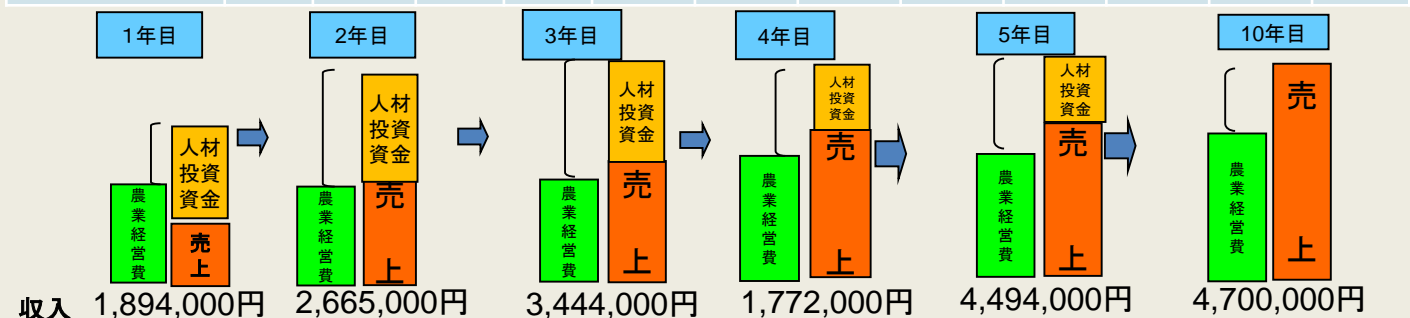 1年目
2年目
3年目
4年目
5年目
10年目
農業経営費
人材
投資
資金
売
上
農業経営費
人材
投資
資金
売
上
農業経営費
人材
投資
資金
売
上
農業経営費
人材
投資
資金
売
上
農業経営費
人材
投資
資金
売
上
農業経営費
売
上
収入 1,894,000円 2,665,000円 3,444,000円 1,772,000円 4,494,000円 4,700,000円